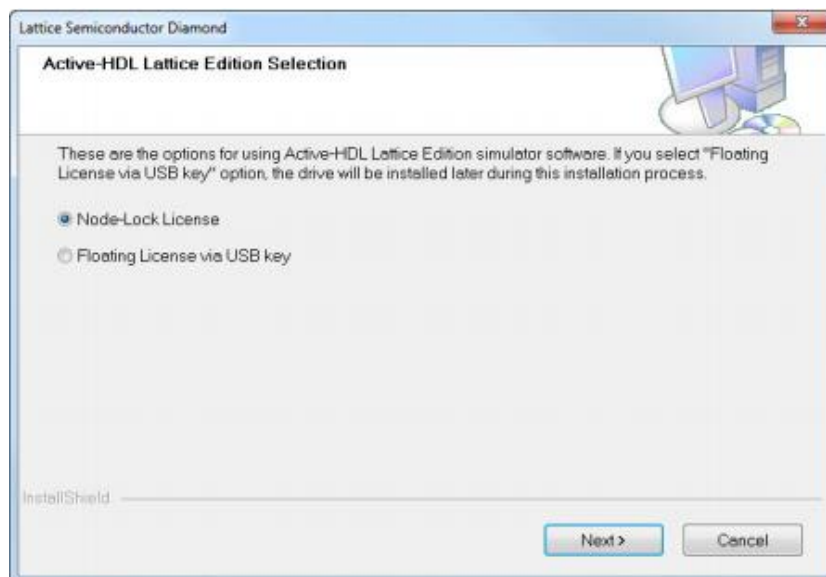 Lattice Semiconductor Diamond
Active-HDL Lattice Edition Selection
These are the options for using Active-HDL Lattice Edition simulator software. If you select "Floating
License via USB key" option, the drive will be installed later during this installation process.
Node-Lock License
Floating License via USB key
InstallShield
Next >
Cancel